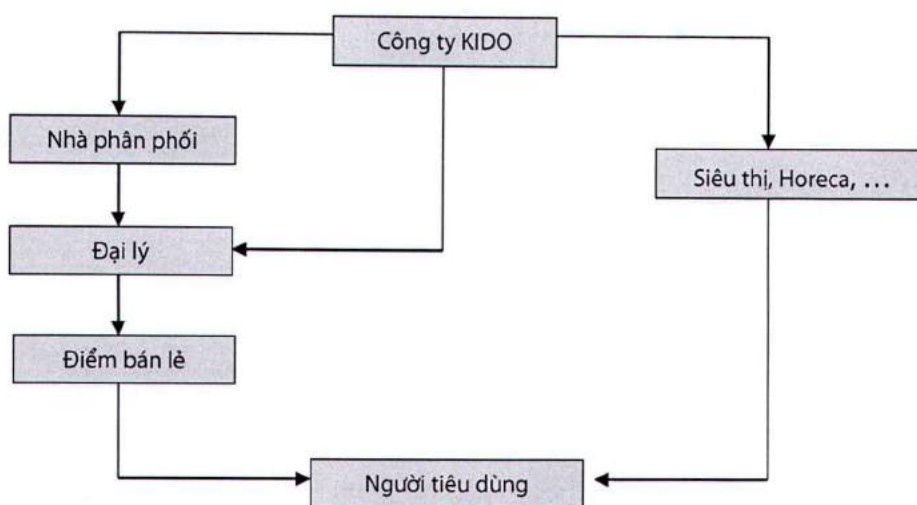 Công ty KIDO
Nhà phân phối
Siêu thị, Horeca, ...
Đại lý
Điểm bán lẻ
Người tiêu dùng